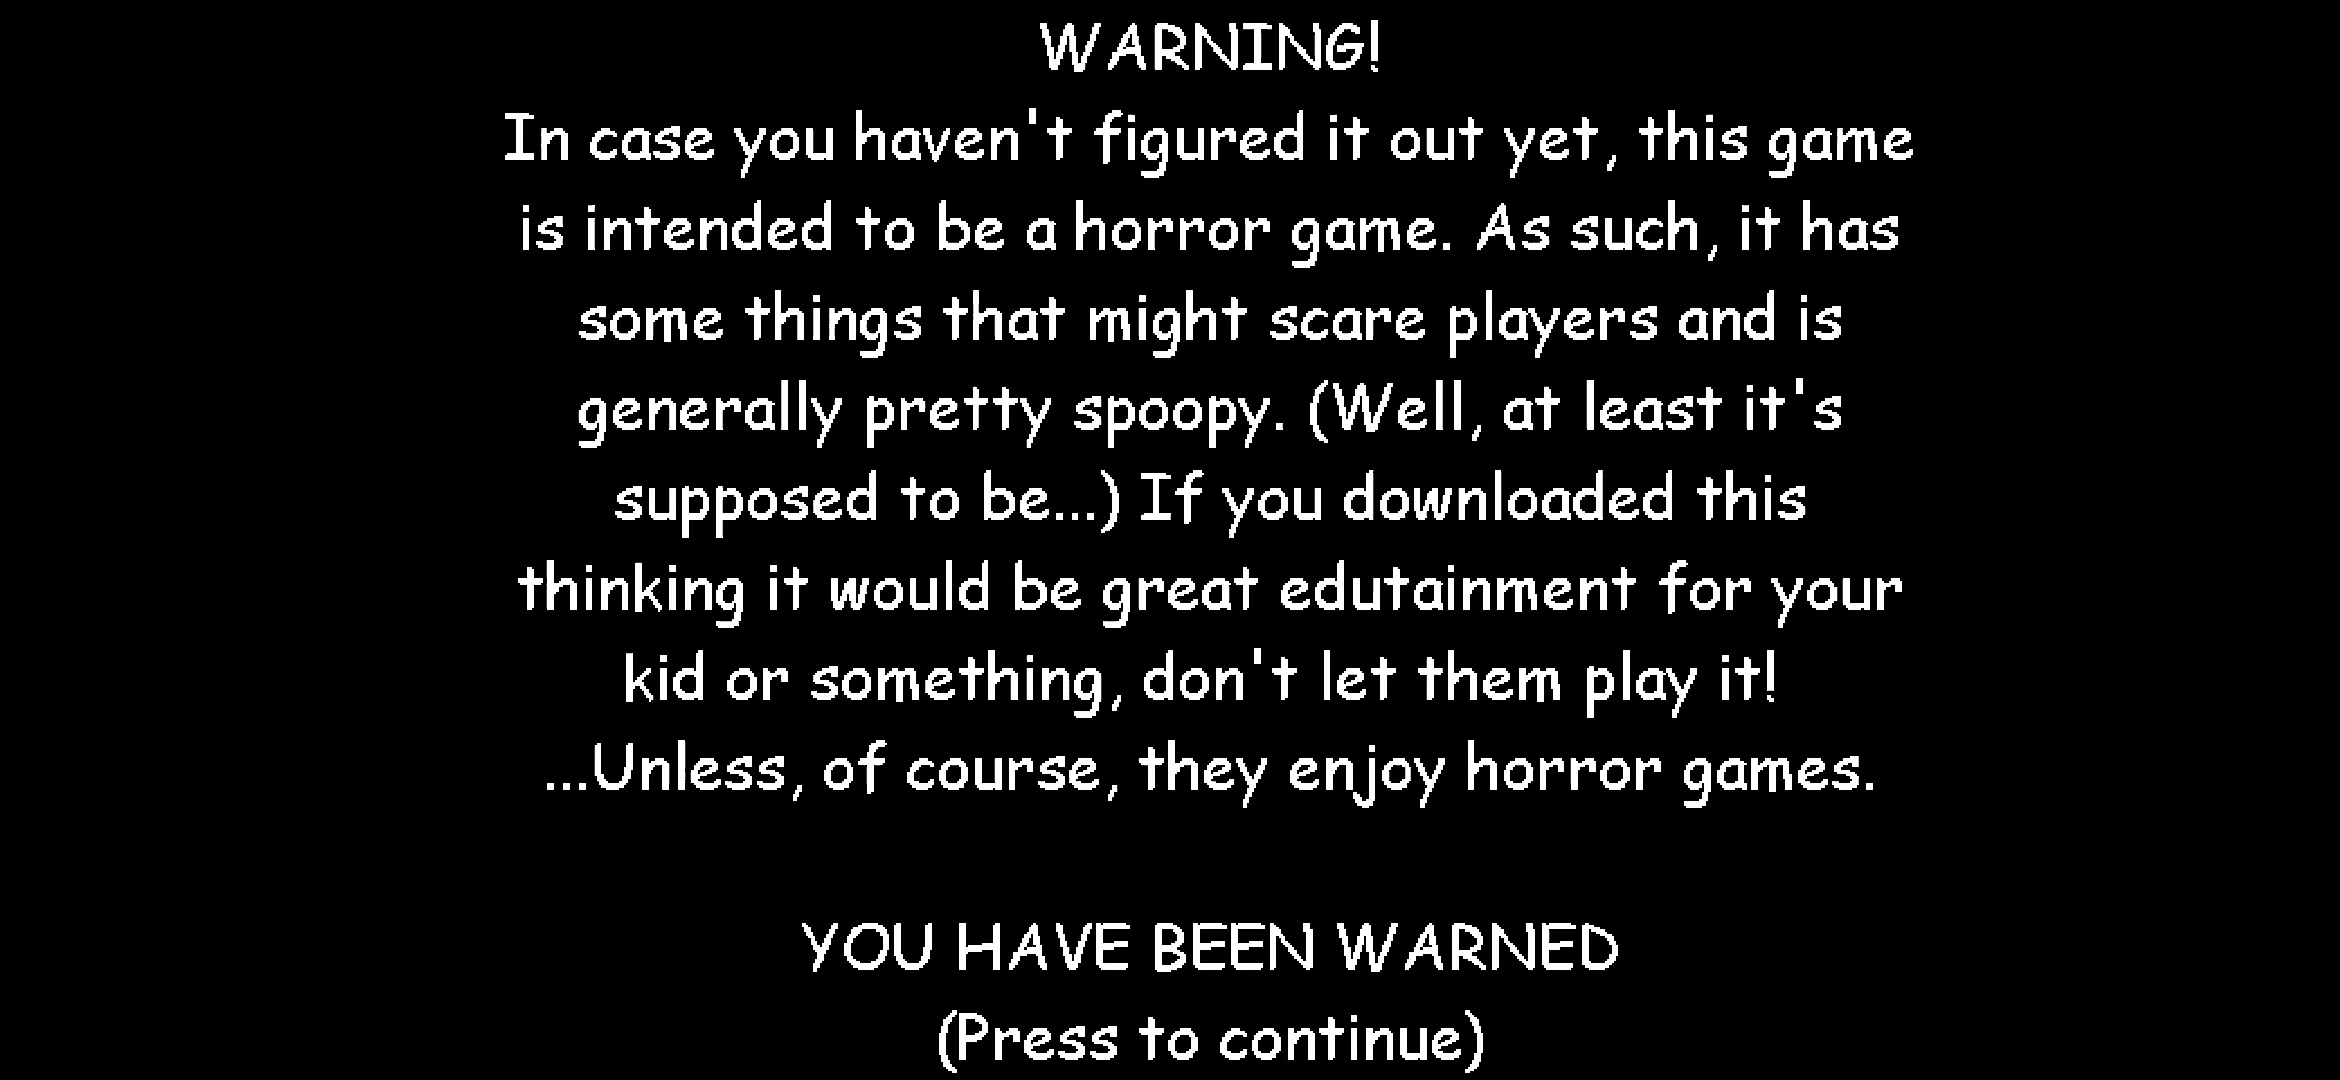 WARNING!
In case you haven't figured it out yet, this game
is intended to be a horror game. As such, it has
some things that might scare players and is
generally pretty spoopy. (Well, at least it's
supposed to be...) If you downloaded this
thinking it would be great edutainment for your
kid or something, don't let them play it!
...Unless, of course, they enjoy horror games.
YOU HAVE BEEN WARNED
(Press to continue)